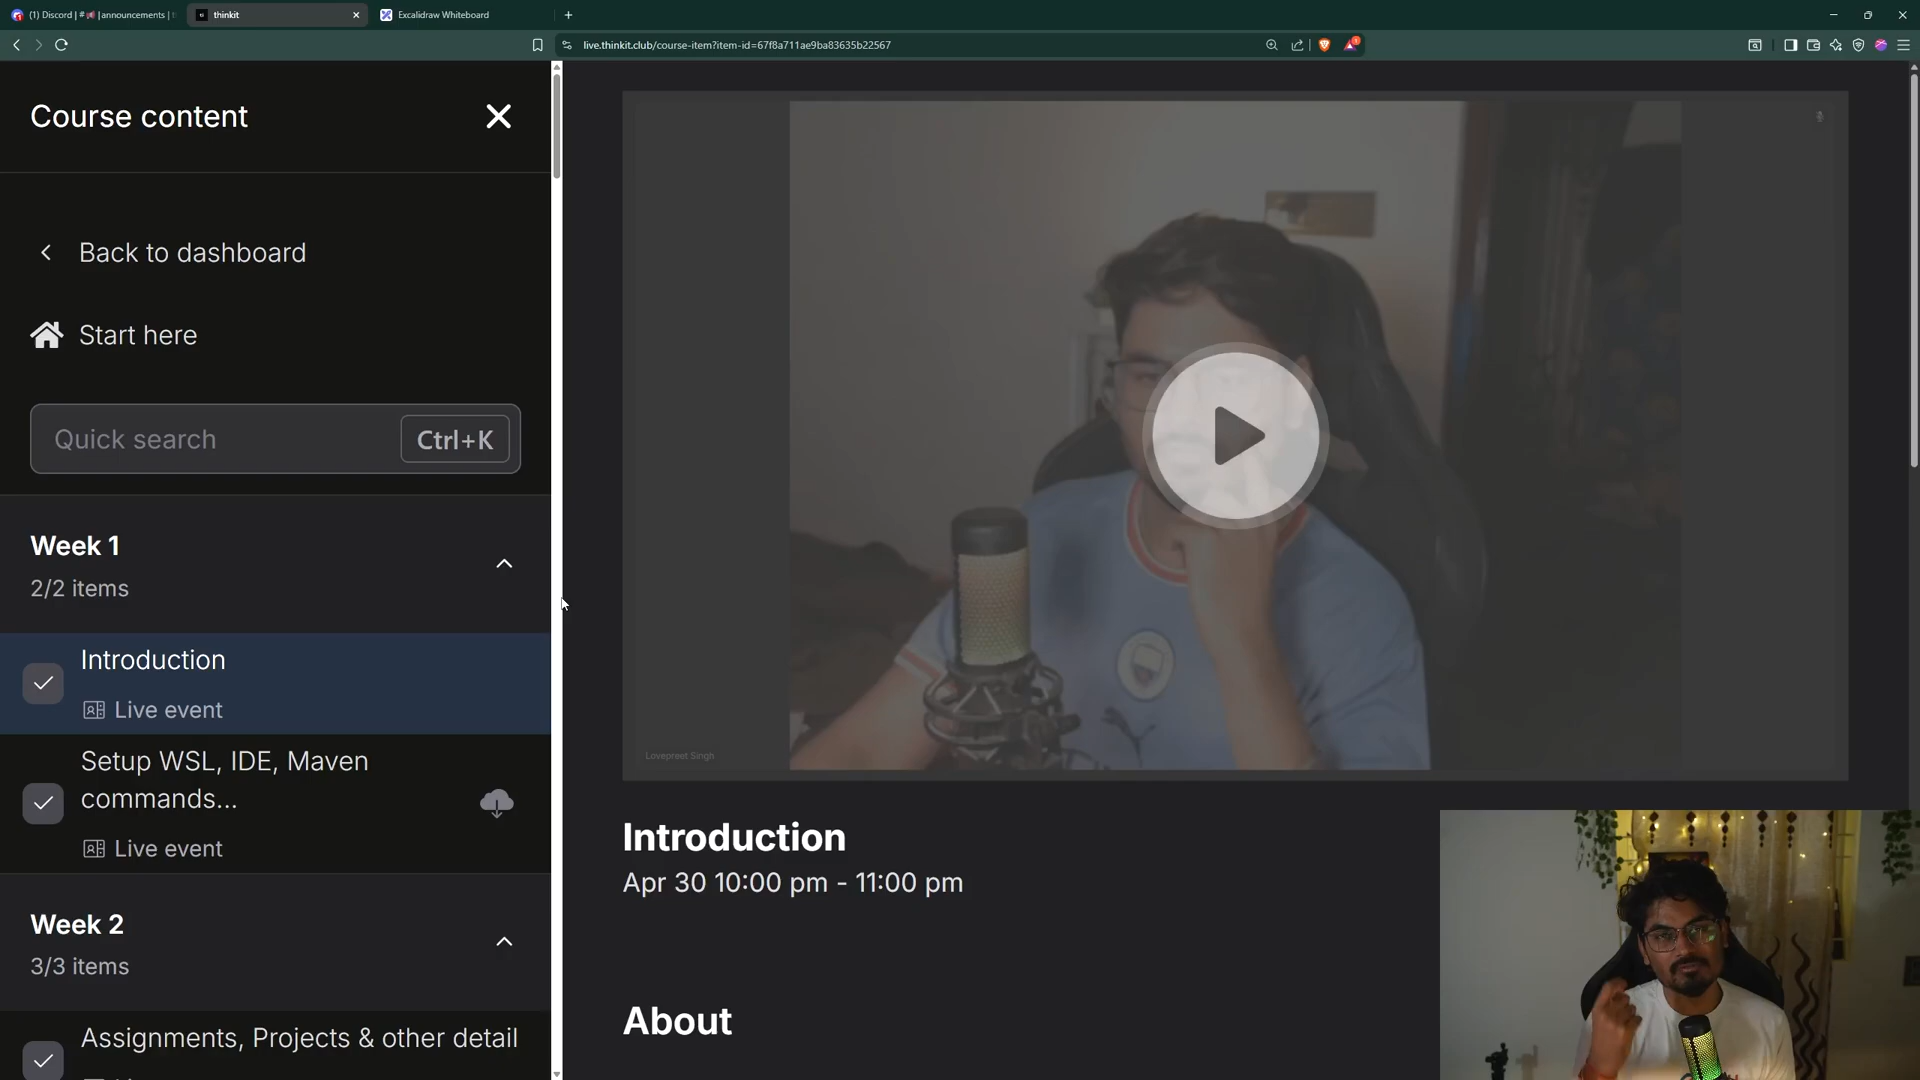 (1) Discord | # | announcements | t
thinkit
Excalidraw Whiteboard
live.thinkit.club/course-item?item-id=67f8a711ae9ba83635b22567
Course content
Back to dashboard
Start here
Quick search
Ctrl+K
Week 1
2/2 items
Introduction
Live event
Setup WSL, IDE, Maven
commands...
Live event
Week 2
3/3 items
Assignments, Projects & other detail
Lovepreet Singh
Introduction
Apr 30 10:00 pm - 11:00 pm
About